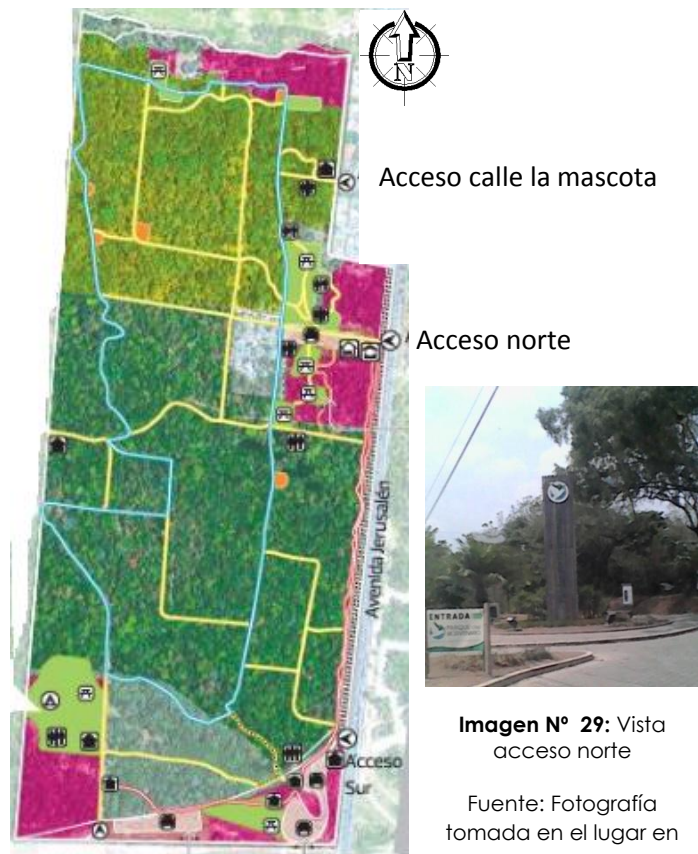 N
Acceso calle la mascota
Acceso norte
Avenida Jerusalén
ENTRADA
Acceso
Sur
Imagen Nº 29: Vista
acceso norte
Fuente: Fotografía
tomada en el lugar en